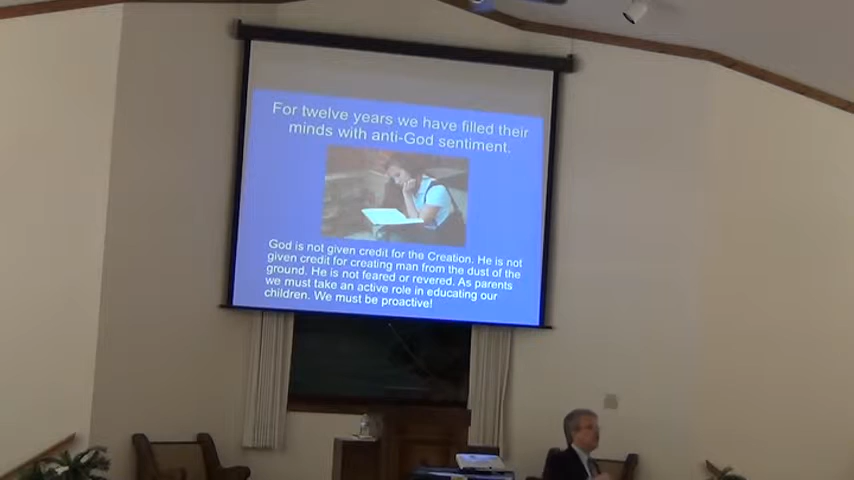 For twelve years we have filled their
minds with anti-God sentiment.
God is not given credit for the Creation. He is not
given credit for creating man from the dust of the
ground. He is not feared or revered. As parents
we must take an active role in educating our
children. We must be proactive!